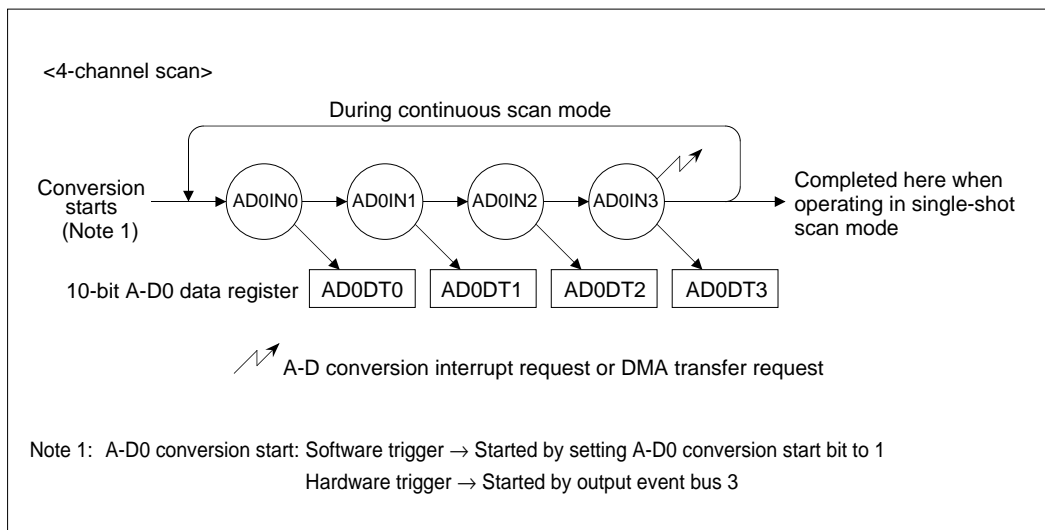 <4-channel scan>
During continuous scan mode
Conversion
starts
(Note 1)
AD0IN0
AD0IN1
AD0IN2
AD0IN3
Completed here when
operating in single-shot
scan mode
10-bit A-D0 data register
AD0DT0
AD0DT1
AD0DT2
AD0DT3
A-D conversion interrupt request or DMA transfer request
Note 1: A-D0 conversion start: Software trigger → Started by setting A-D0 conversion start bit to 1
Hardware trigger → Started by output event bus 3